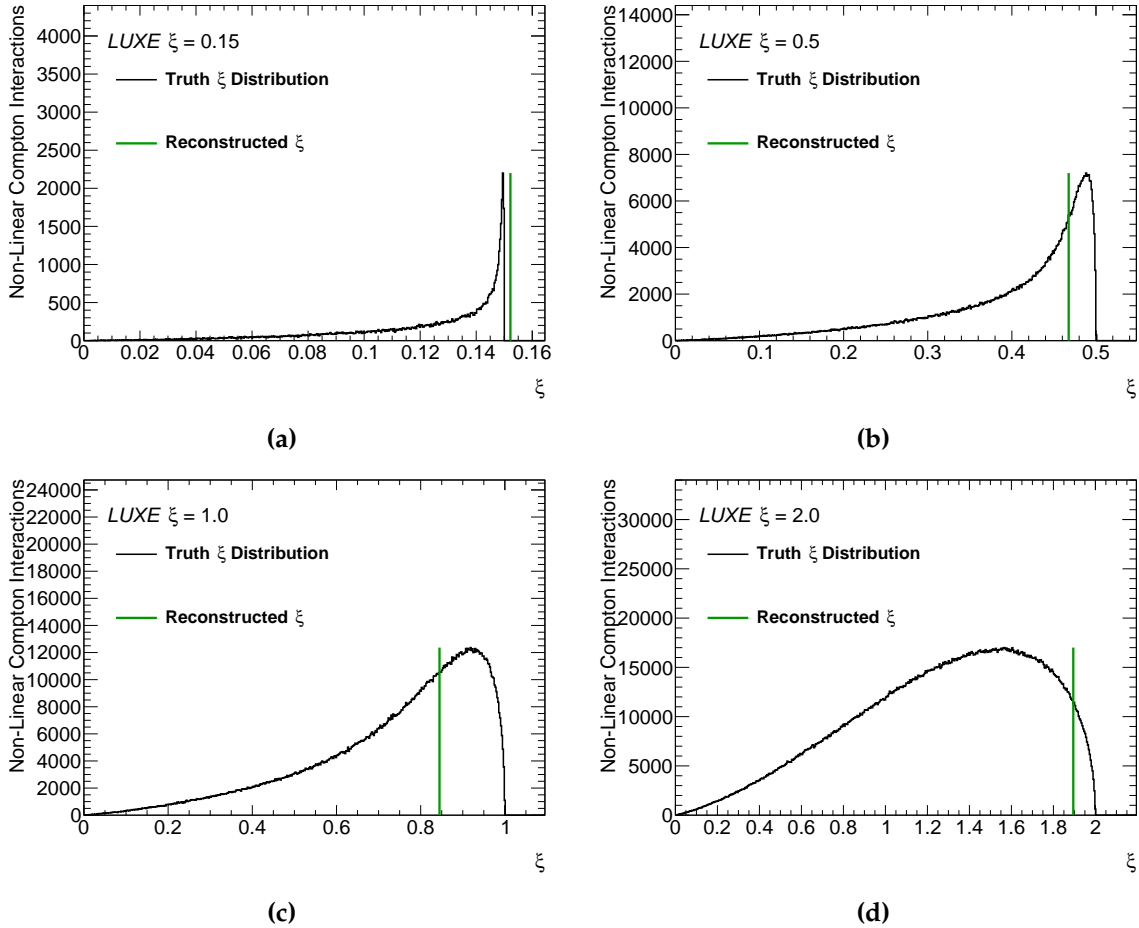 Non-Linear Compton Interactions
4000
3500
3000
2500
2000
1500
1000
500
0
LUXE ξ = 0.15
Truth ξ Distribution
Reconstructed ξ
0 0.02 0.04 0.06 0.08 0.1 0.12 0.14 0.16
ξ
(a)
Non-Linear Compton Interactions
14000
12000
10000
8000
6000
4000
2000
0
LUXE ξ = 0.5
Truth ξ Distribution
Reconstructed ξ
0 0.1 0.2 0.3 0.4 0.5
ξ
(b)
Non-Linear Compton Interactions
24000
22000
20000
18000
16000
14000
12000
10000
8000
6000
4000
2000
0
LUXE ξ = 1.0
Truth ξ Distribution
Reconstructed ξ
0 0.2 0.4 0.6 0.8 1
ξ
(c)
Non-Linear Compton Interactions
30000
25000
20000
15000
10000
5000
0
LUXE ξ = 2.0
Truth ξ Distribution
Reconstructed ξ
0 0.2 0.4 0.6 0.8 1 1.2 1.4 1.6 1.8 2
ξ
(d)